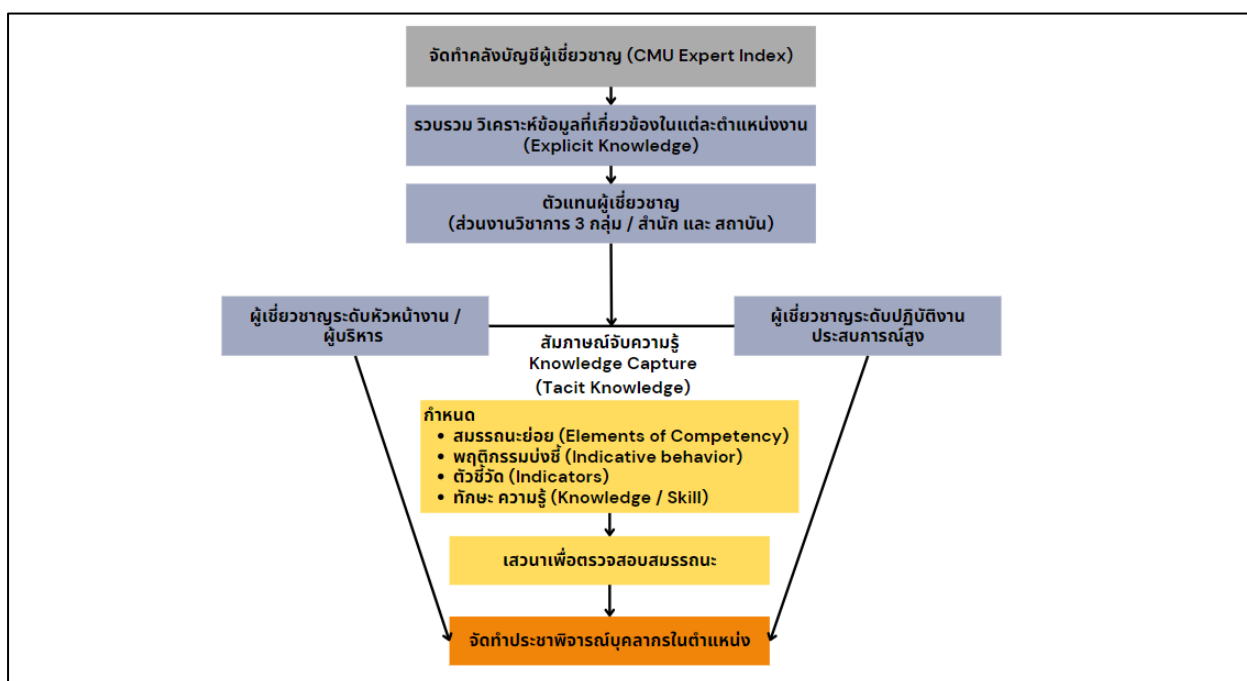 จัดทำคลังบัญชีผู้เชี่ยวชาญ (CMU Expert Index)
รวบรวม วิเคราะห์ข้อมูลที่เกี่ยวข้องในแต่ละตำแหน่งงาน
(Explicit Knowledge)
ตัวแทนผู้เชี่ยวชาญ
(ส่วนงานวิชาการ 3 กลุ่ม / สำนัก และ สถาบัน)
ผู้เชี่ยวชาญระดับหัวหน้างาน /
ผู้บริหาร
ผู้เชี่ยวชาญระดับปฏิบัติงาน
ประสบการณ์สูง
สัมภาษณ์จับความรู้
Knowledge Capture
(Tacit Knowledge)
กำหนด
• สมรรถนะย่อย (Elements of Competency)
• พฤติกรรมบ่งชี้ (Indicative behavior)
• ตัวชี้วัด (Indicators)
• ทักษะ ความรู้ (Knowledge / Skill)
เสวนาเพื่อตรวจสอบสมรรถนะ
จัดทำประชาพิจารณ์บุคลากรในตำแหน่ง